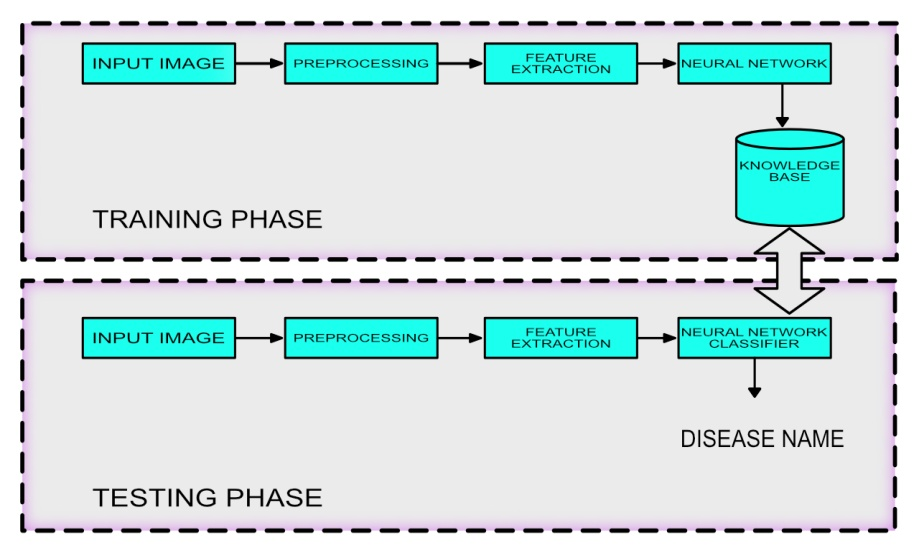 INPUT IMAGE
PREPROCESSING
FEATURE
EXTRACTION
NEURAL NETWORK
KNOWLEDGE
BASE
TRAINING PHASE
INPUT IMAGE
PREPROCESSING
FEATURE
EXTRACTION
NEURAL NETWORK
CLASSIFIER
DISEASE NAME
TESTING PHASE